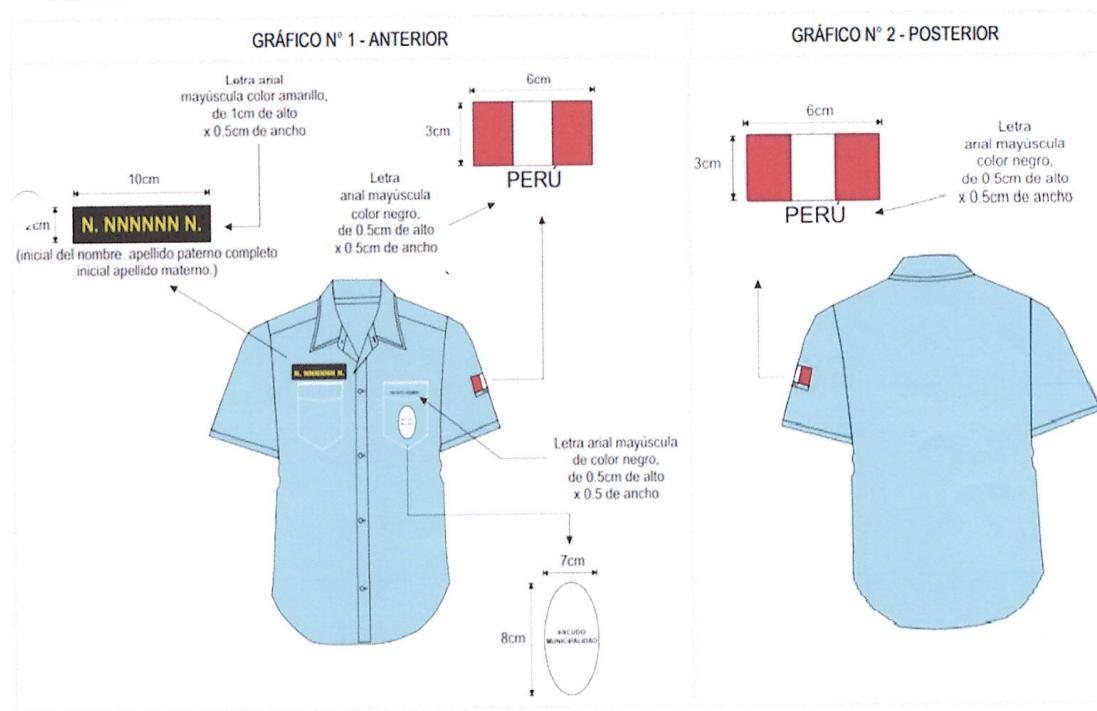 GRÁFICO N° 1 - ANTERIOR
Letra arial
mayúscula color amarillo,
de 1cm de alto
x 0.5cm de ancho
10cm
N. NNNNNN N.
(inicial del nombre. apellido paterno completo
inicial apellido materno.)
6cm
3cm
PERÚ
Letra
arial mayúscula
color negro,
de 0.5cm de alto
x 0.5cm de ancho
N. NNNNNN N.
Letra arial mayúscula
de color negro,
de 0.5cm de alto
x 0.5 de ancho
7cm
8cm
ESCUDO
MUNICIPALIDAD
GRÁFICO N° 2 - POSTERIOR
6cm
3cm
PERÚ
Letra
arial mayúscula
color negro,
de 0.5cm de alto
x 0.5cm de ancho